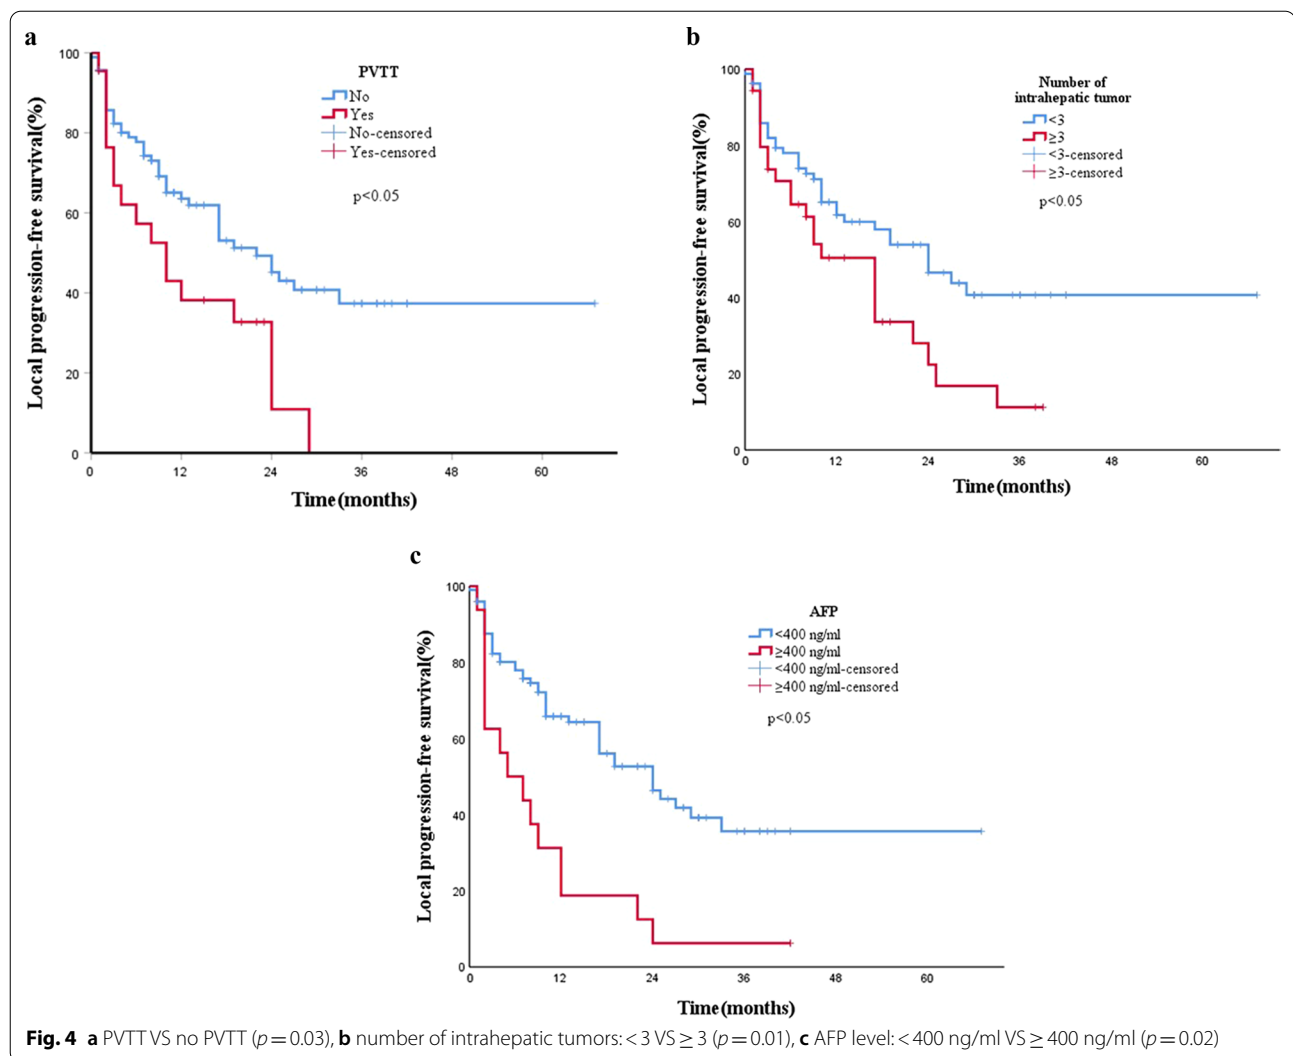 a
PVTT
No
Yes
No-censored
Yes-censored
p<0.05
Local progression-free survival(%)
100
80
60
40
20
0
0 12 24 36 48 60
Time(months)
b
Number of
intrahepatic tumor
<3
≥3
<3-censored
≥3-censored
p<0.05
Local progression-free survival(%)
100
80
60
40
20
0
0 12 24 36 48 60
Time(months)
c
AFP
<400 ng/ml
≥400 ng/ml
<400 ng/ml-censored
≥400 ng/ml-censored
p<0.05
Local progression-free survival(%)
100
80
60
40
20
0
0 12 24 36 48 60
Time(months)
Fig. 4 a PVTT VS no PVTT (p = 0.03), b number of intrahepatic tumors: < 3 VS ≥ 3 (p = 0.01), c AFP level: < 400 ng/ml VS ≥ 400 ng/ml (p = 0.02)